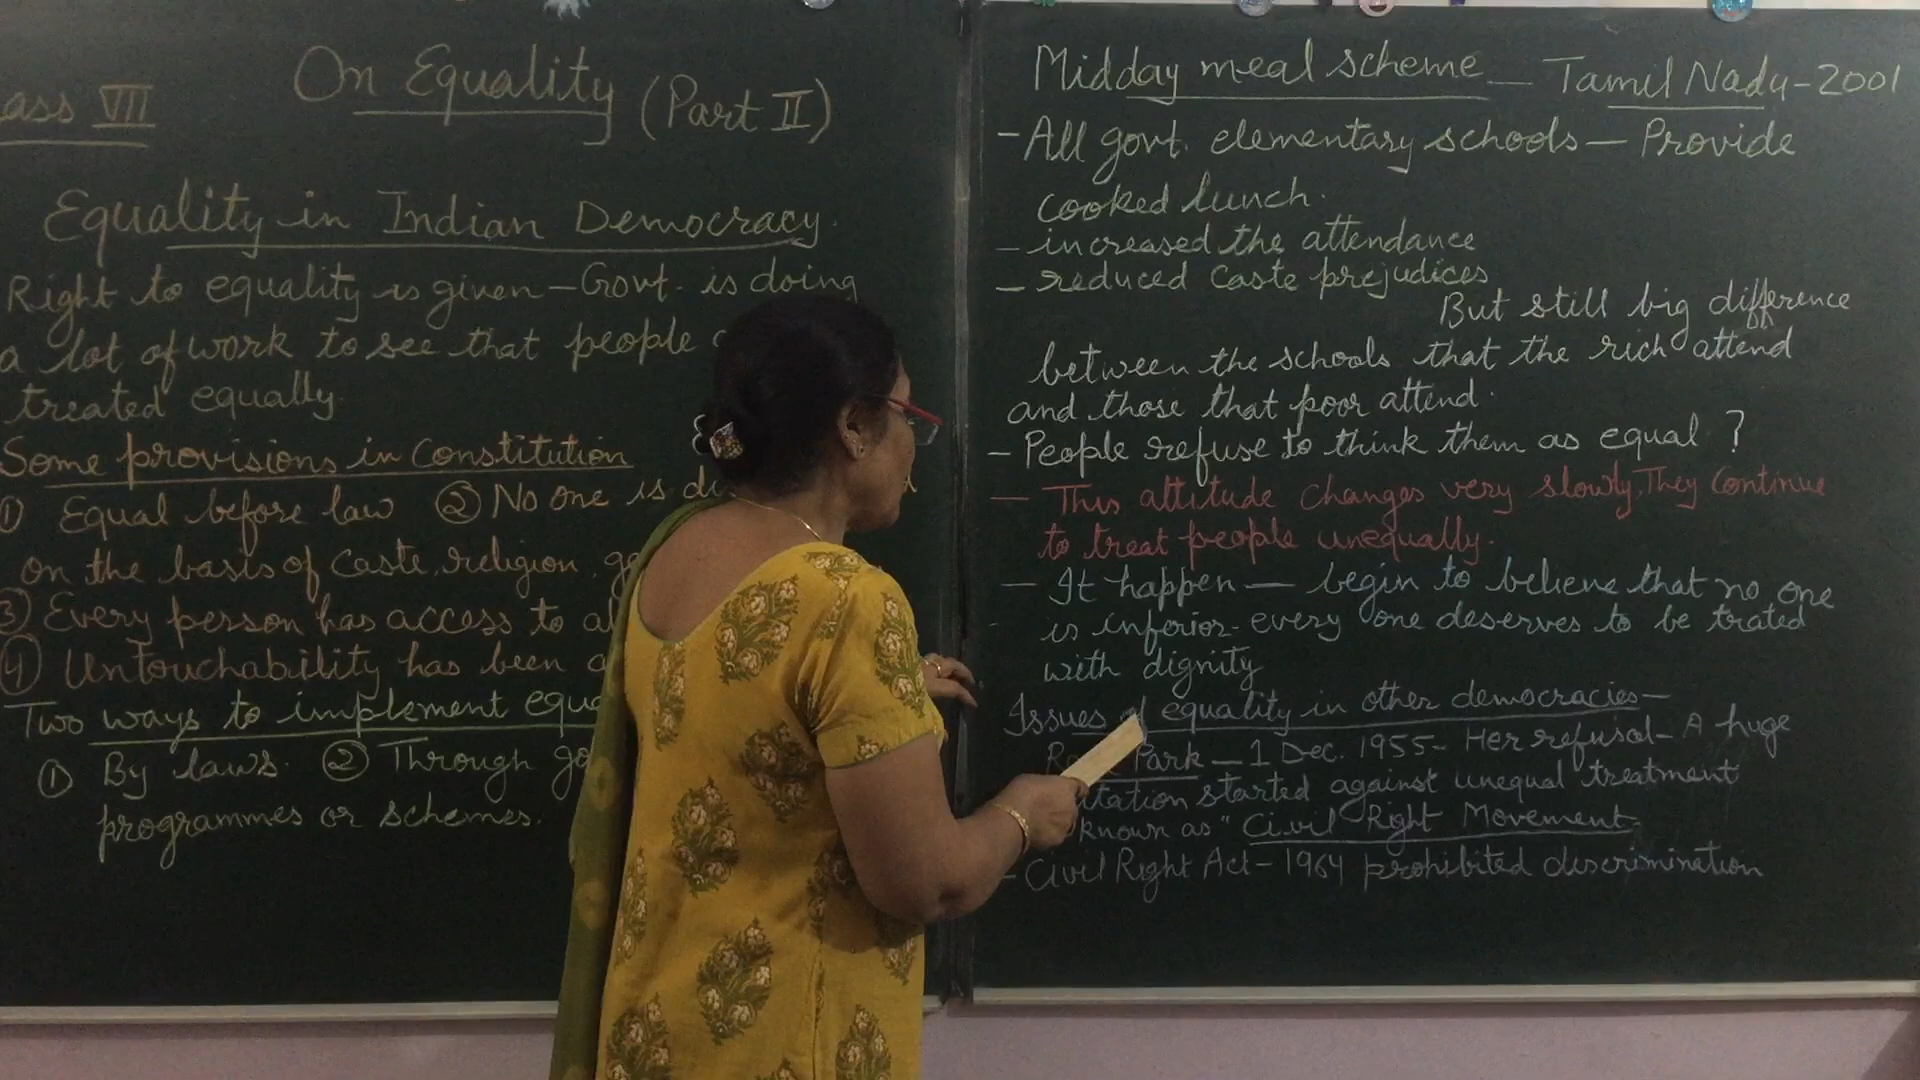 On Equality (Part II)
ass VII
Equality in Indian Democracy.
Right to equality is given - Govt. is doing
a lot of work to see that people
treated equally.
Some provisions in Constitution
① Equal before law ② No one is
on the basis of caste, religion,
③ Every person has access to
④ Untouchability has been
Two ways to implement
① By laws. ② Through
programmes or schemes.
Midday meal scheme - Tamil Nadu - 2001
- All govt. elementary schools - Provide
cooked lunch.
- increased the attendance
- reduced caste prejudices
But still big difference
between the schools that the rich attend
and those that poor attend.
- People refuse to think them as equal ?
- This attitude changes very slowly, They continue
to treat people unequally.
- It happen - begin to believe that no one
is inferior - every one deserves to be trated
with dignity
Issues equality in other democracies -
Park - 1 Dec. 1955 - Her refusal - A huge
tation started against unequal treatment
known as "Civil Right Movement
- Civil Right Act - 1964 prohibited discrimination